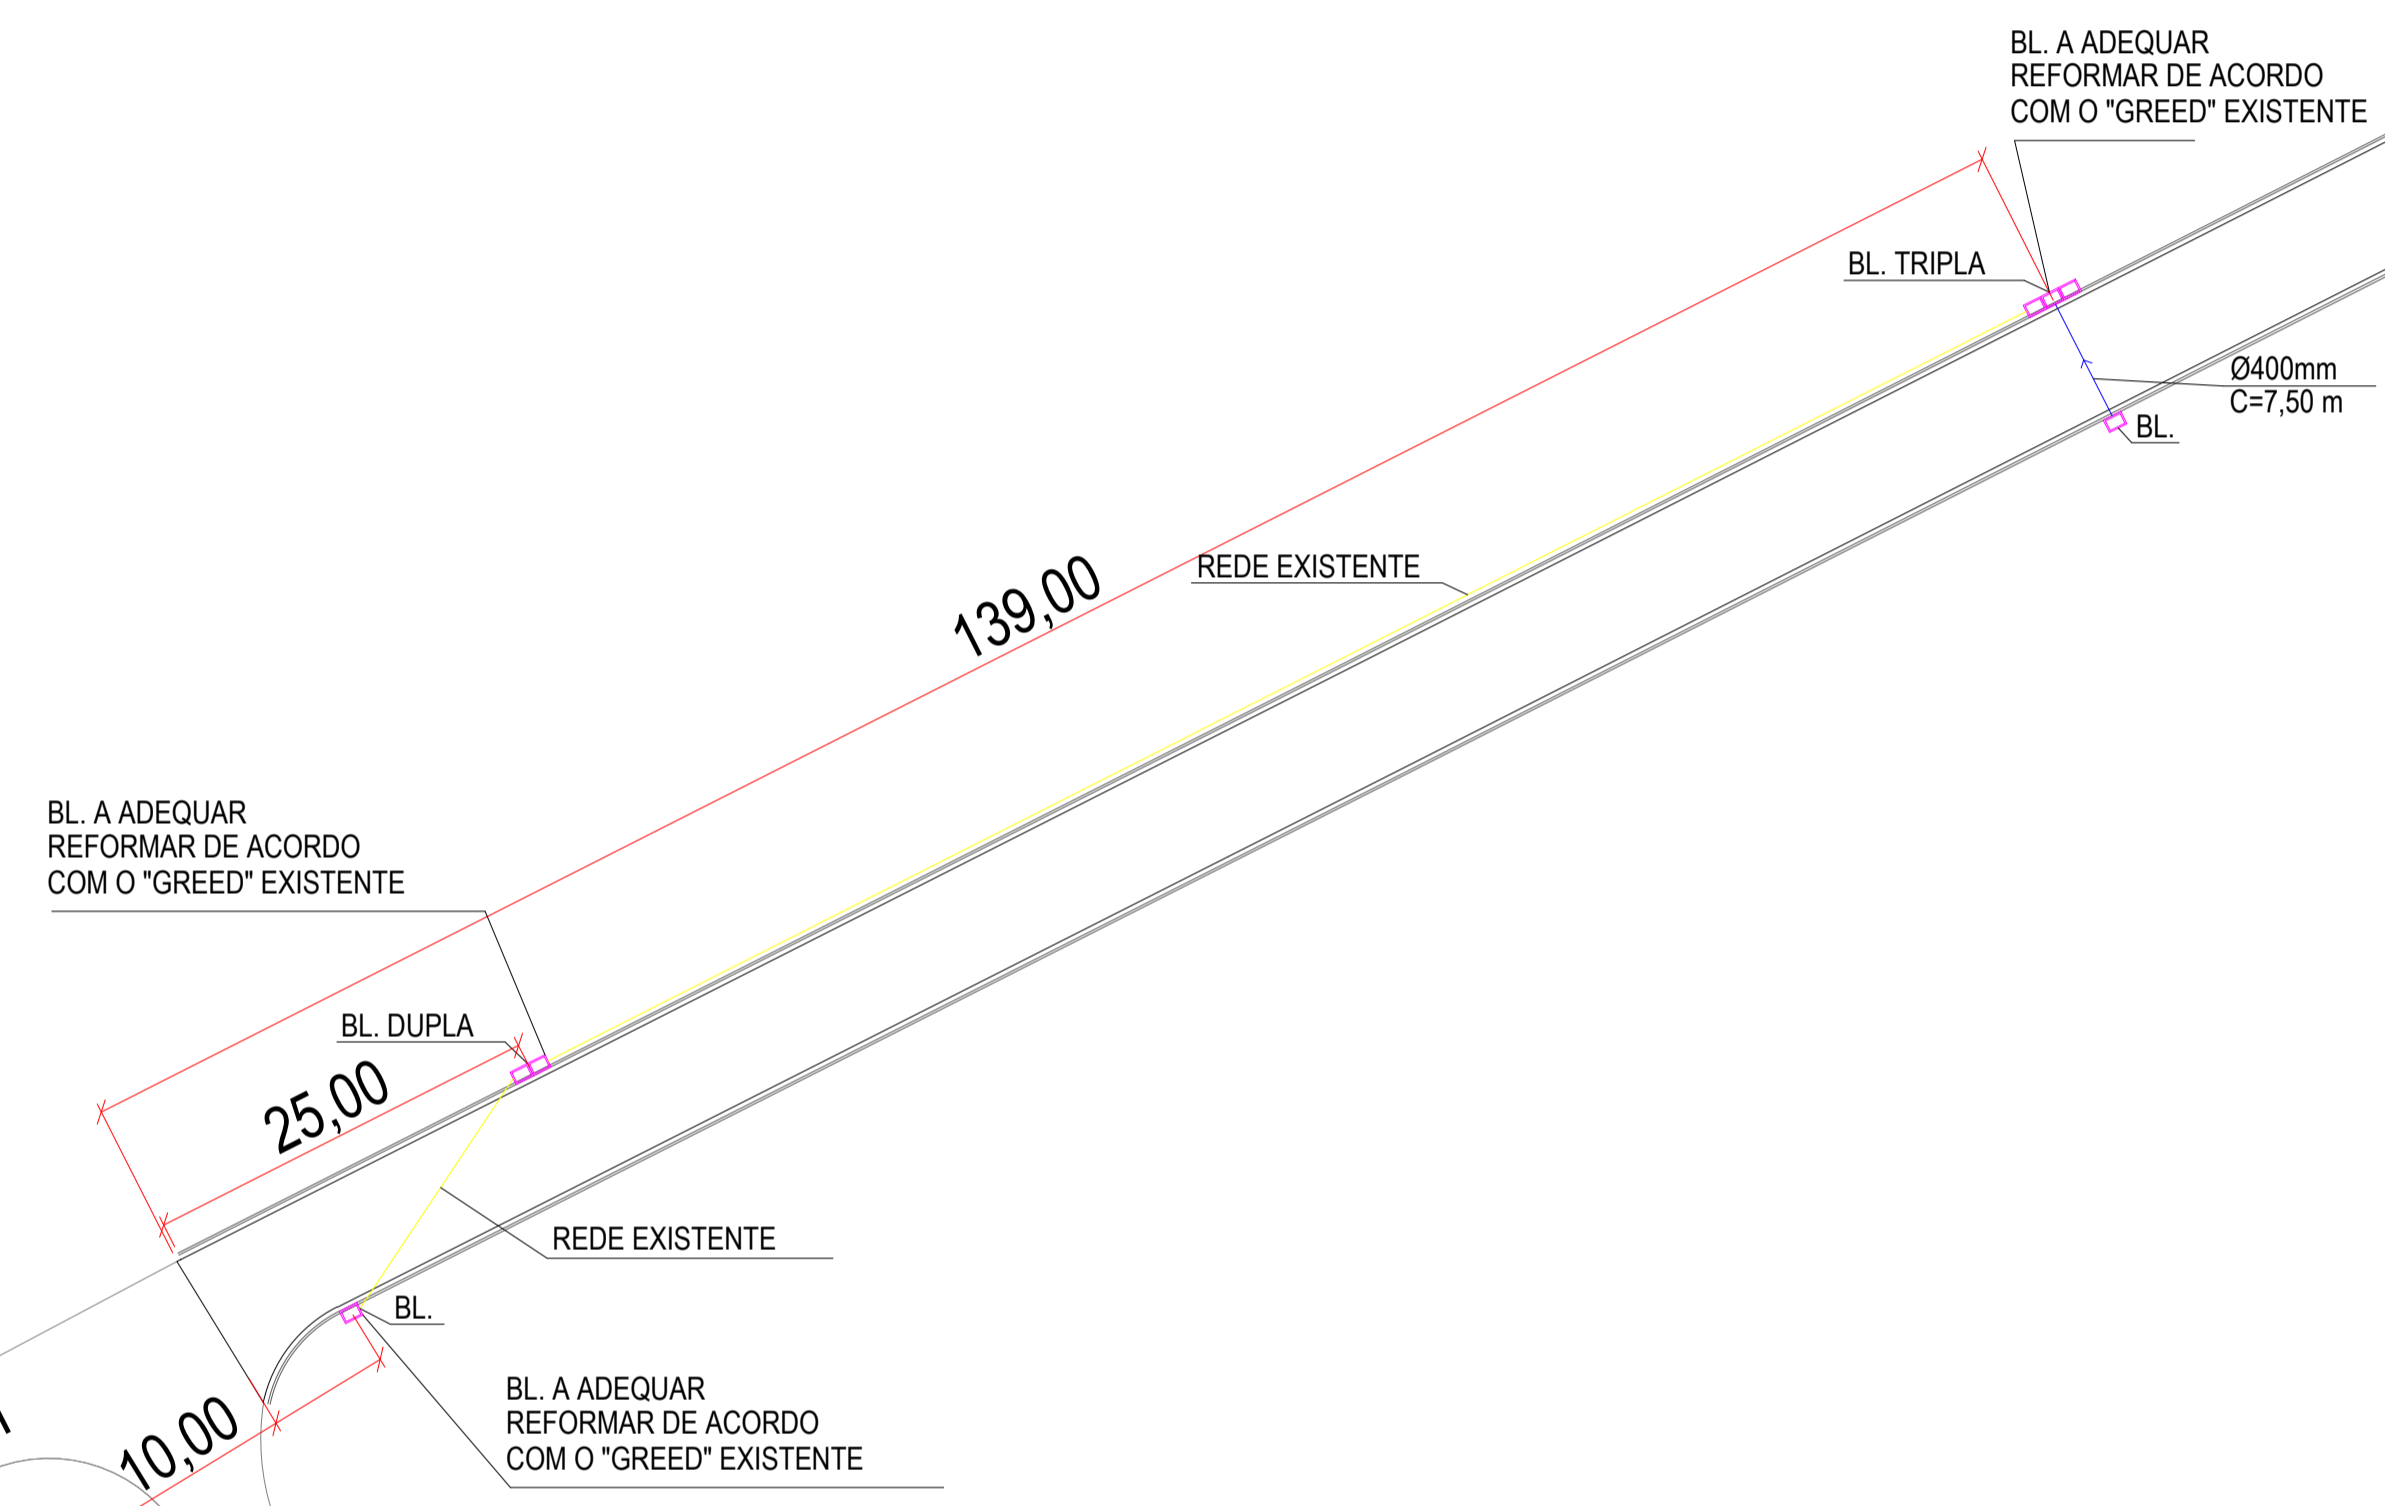 BL. A ADEQUAR
REFORMAR DE ACORDO
COM O "GREED" EXISTENTE
BL. TRIPLA
Ø400mm
C=7,50 m
BL.
REDE EXISTENTE
139,00
BL. A ADEQUAR
REFORMAR DE ACORDO
COM O "GREED" EXISTENTE
BL. DUPLA
25,00
REDE EXISTENTE
BL.
BL. A ADEQUAR
REFORMAR DE ACORDO
COM O "GREED" EXISTENTE
10,00